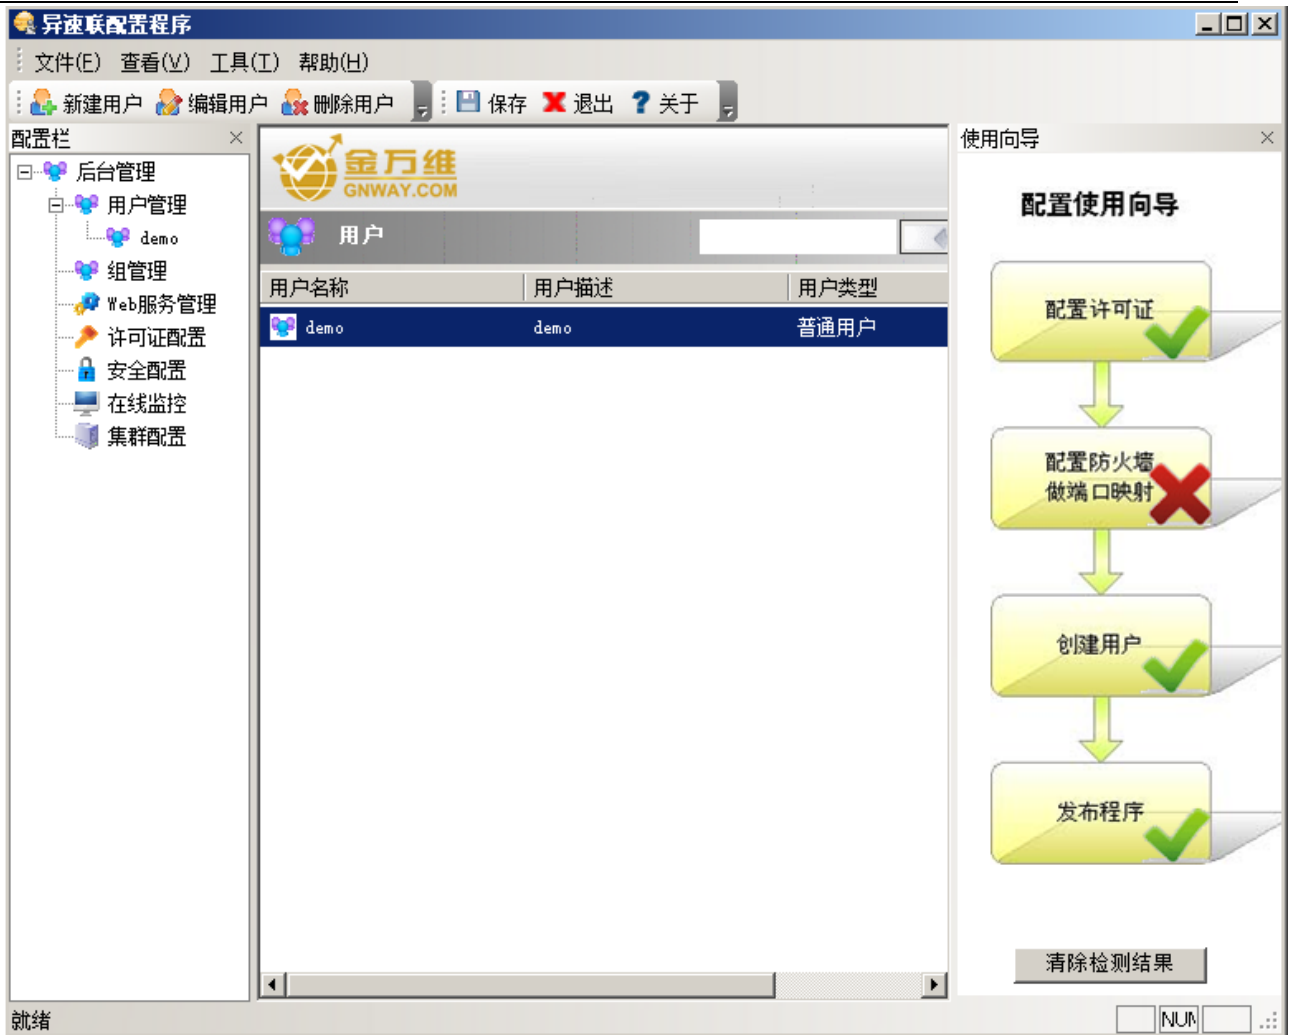 异速联配置程序
文件(F) 查看(V) 工具(T) 帮助(H)
新建用户 编辑用户 删除用户 保存 退出 ? 关于
配置栏
后台管理
用户管理
demo
组管理
Web服务管理
许可证配置
安全配置
在线监控
集群配置
金万维
GNWAY.COM
用户
用户名称 用户描述 用户类型
demo demo 普通用户
使用向导
配置使用向导
配置许可证
配置防火墙
做端口映射
创建用户
发布程序
清除检测结果
就绪
NUM